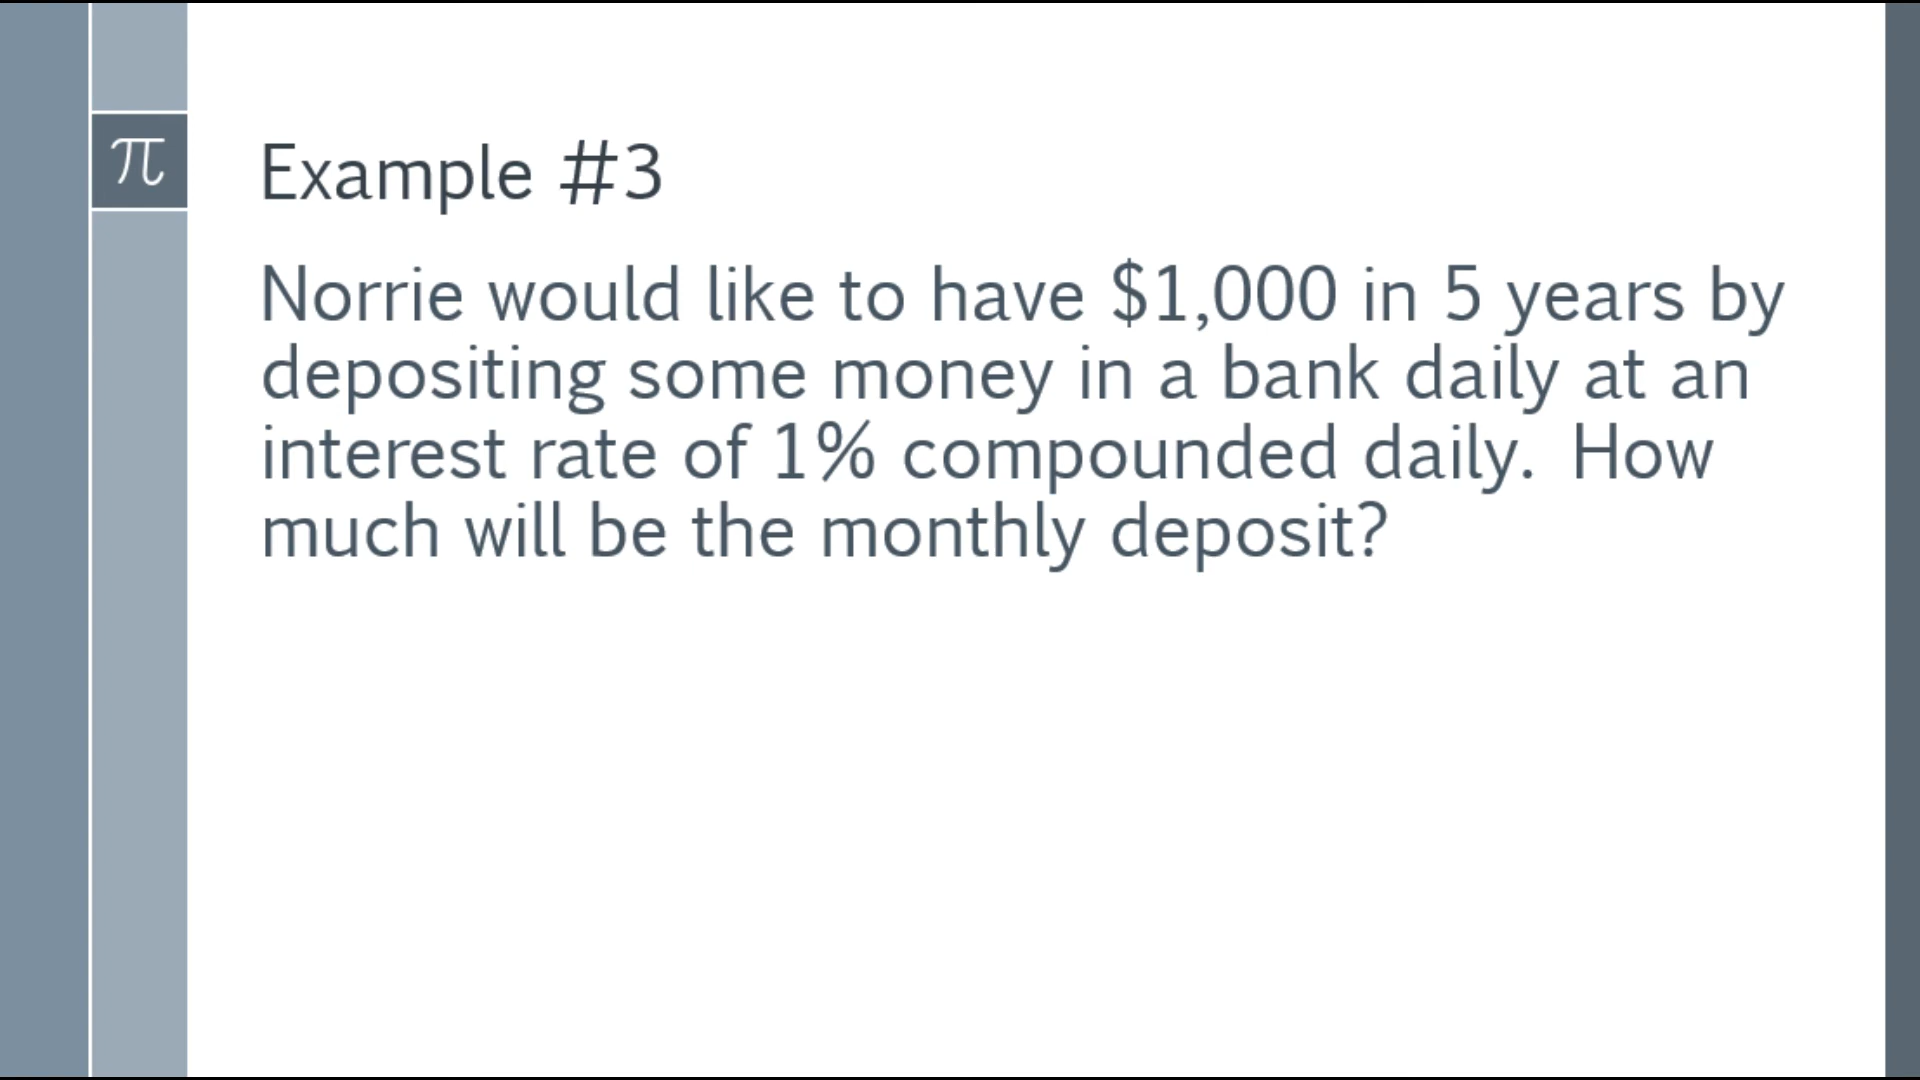 π
Example #3
Norrie would like to have $1,000 in 5 years by
depositing some money in a bank daily at an
interest rate of 1% compounded daily. How
much will be the monthly deposit?